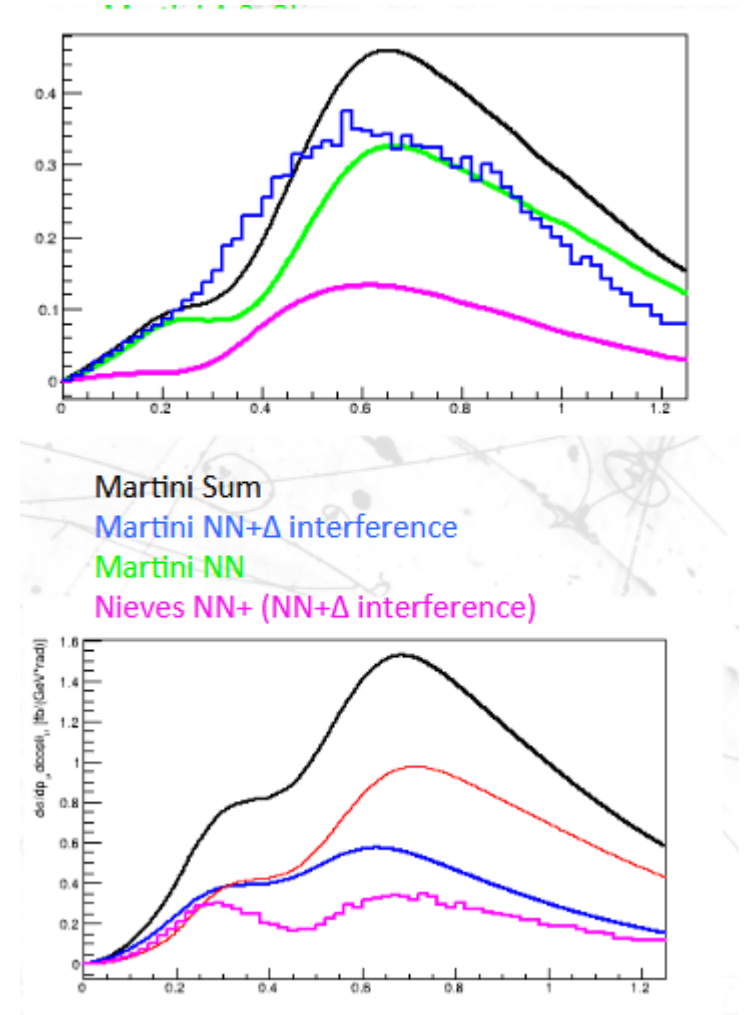 0.4
0.3
0.2
0.1
0
0 0.2 0.4 0.6 0.8 1 1.2
Martini Sum
Martini NN+Δ interference
Martini NN
Nieves NN+ (NN+Δ interference)
1.6
1.4
1.2
1
0.8
0.6
0.4
0.2
0
0 0.2 0.4 0.6 0.8 1 1.2